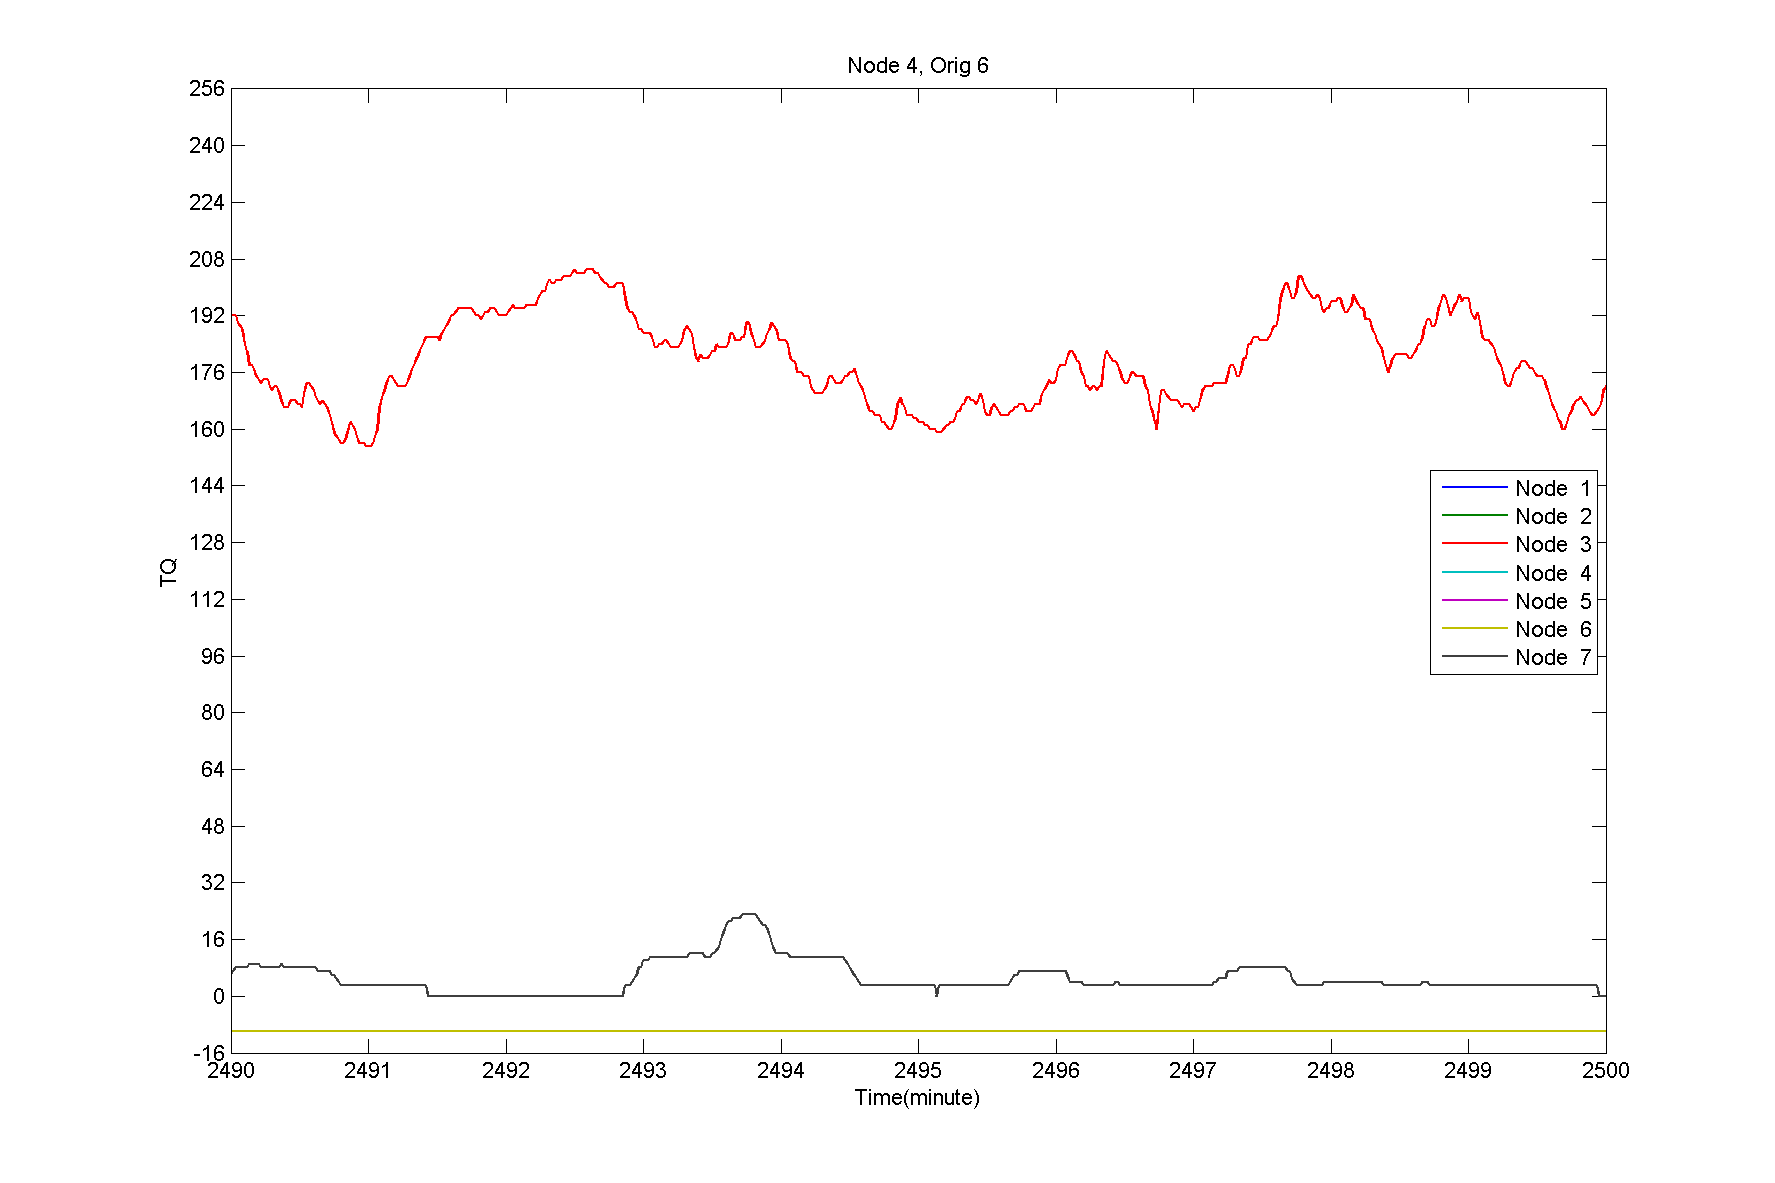 Node 4, Orig 6
256
240
224
208
192
176
160
144
128
112
96
80
64
48
32
16
0
-16
TQ
Node 1
Node 2
Node 3
Node 4
Node 5
Node 6
Node 7
2490 2491 2492 2493 2494 2495 2496 2497 2498 2499 2500
Time(minute)